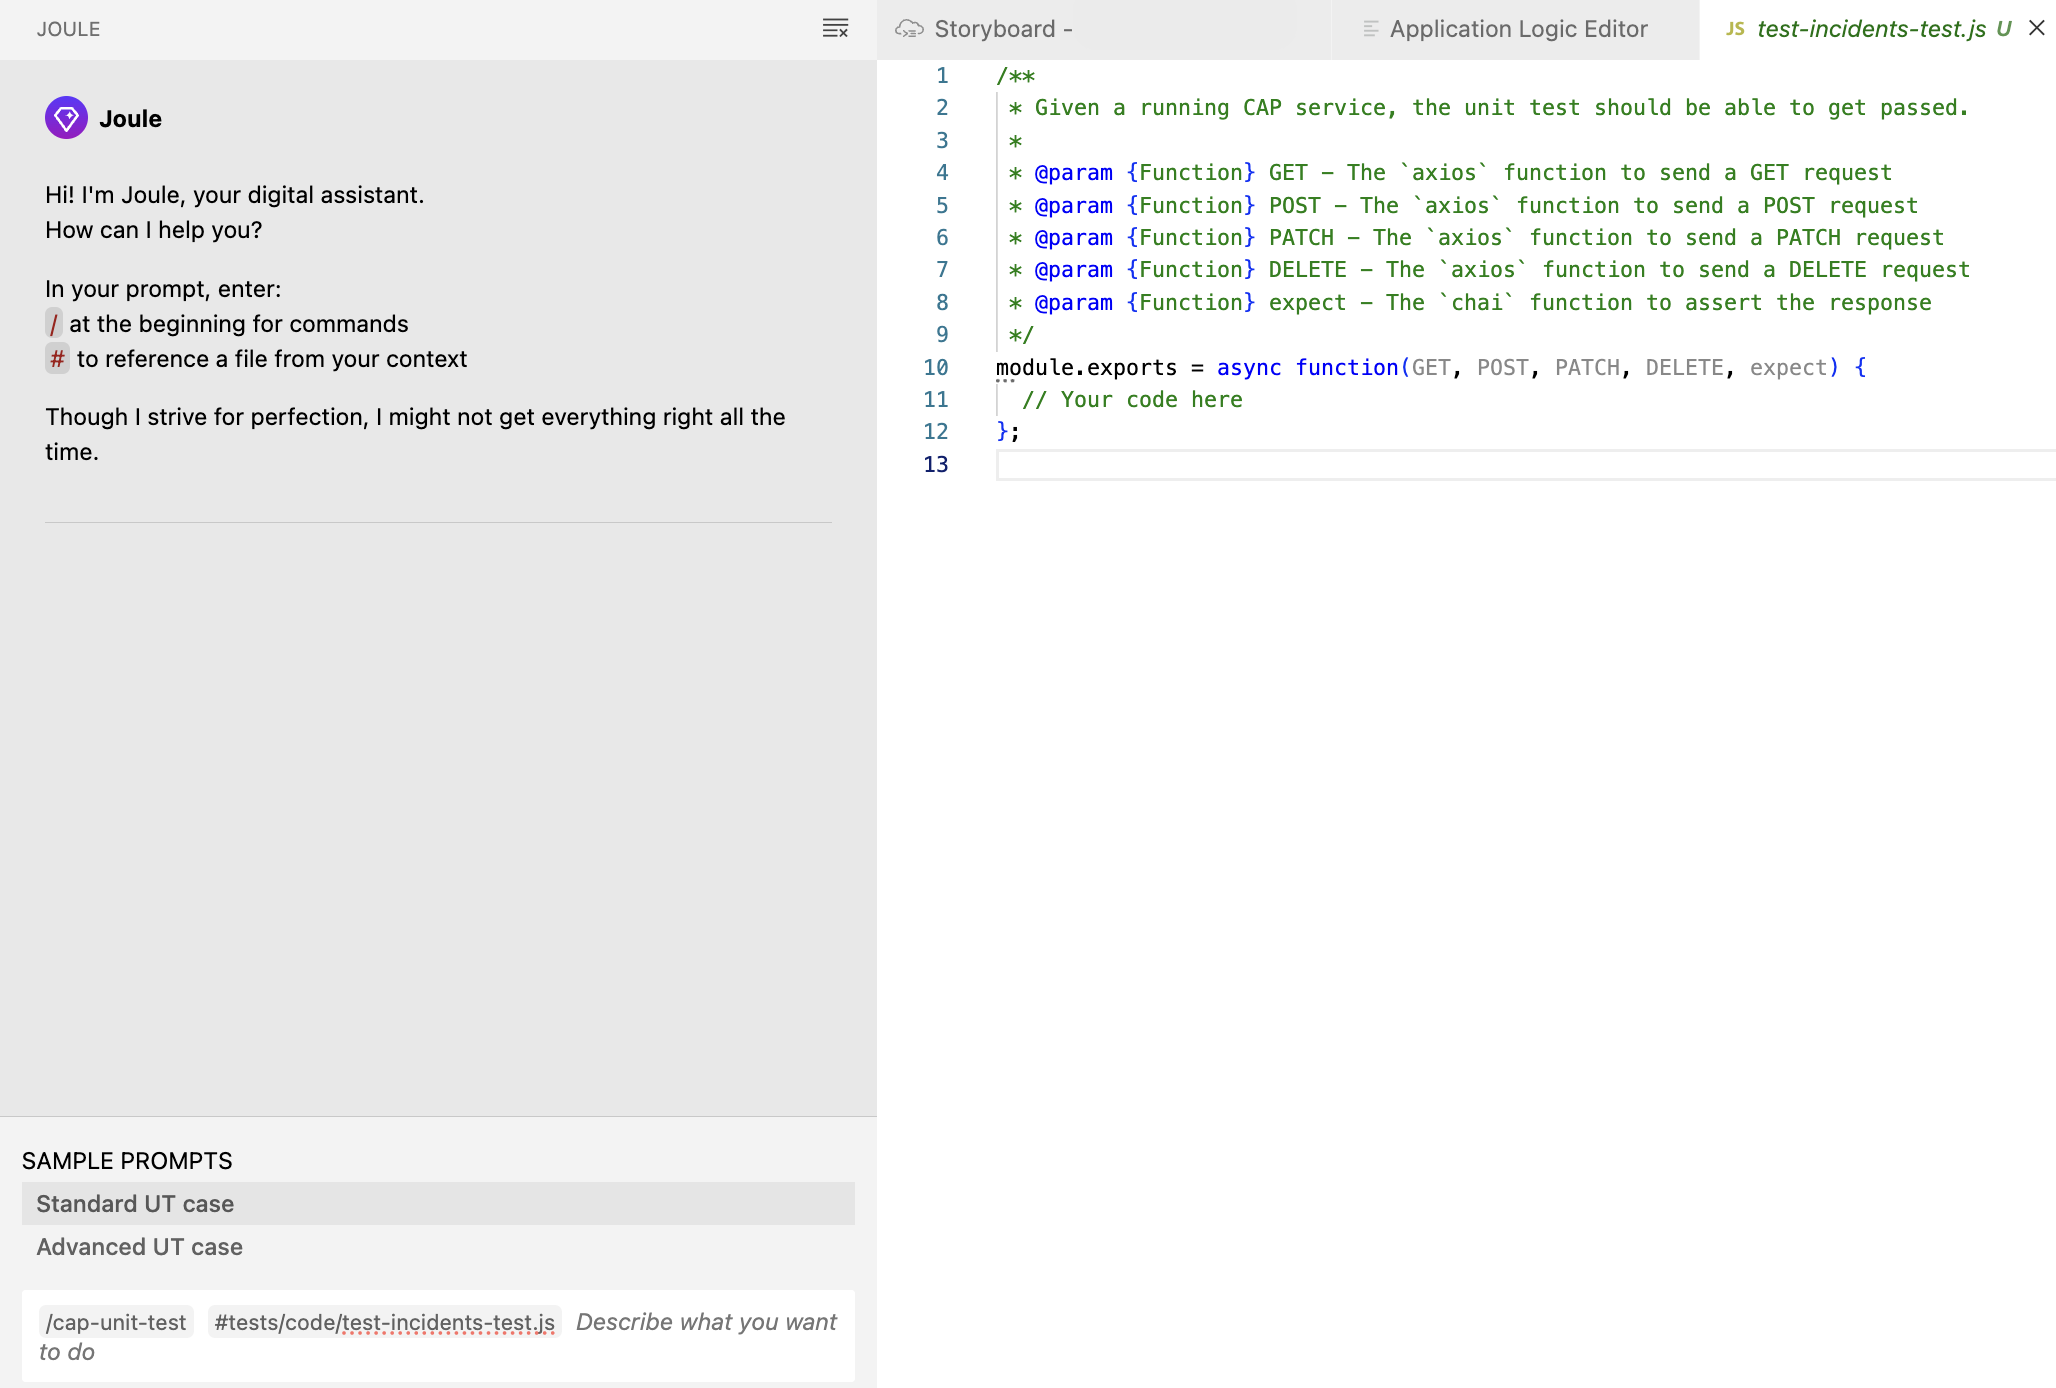 JOULE
Joule
Hi! I'm Joule, your digital assistant.
How can I help you?
In your prompt, enter:
/ at the beginning for commands
# to reference a file from your context
Though I strive for perfection, I might not get everything right all the
time.
SAMPLE PROMPTS
Standard UT case
Advanced UT case
/cap-unit-test #tests/code/test-incidents-test.js Describe what you want
to do
Storyboard -
Application Logic Editor
JS test-incidents-test.js U
1 /**
2 * Given a running CAP service, the unit test should be able to get passed.
3 *
4 * @param {Function} GET - The `axios` function to send a GET request
5 * @param {Function} POST - The `axios` function to send a POST request
6 * @param {Function} PATCH - The `axios` function to send a PATCH request
7 * @param {Function} DELETE - The `axios` function to send a DELETE request
8 * @param {Function} expect - The `chai` function to assert the response
9 */
10 module.exports = async function(GET, POST, PATCH, DELETE, expect) {
11 // Your code here
12 };
13